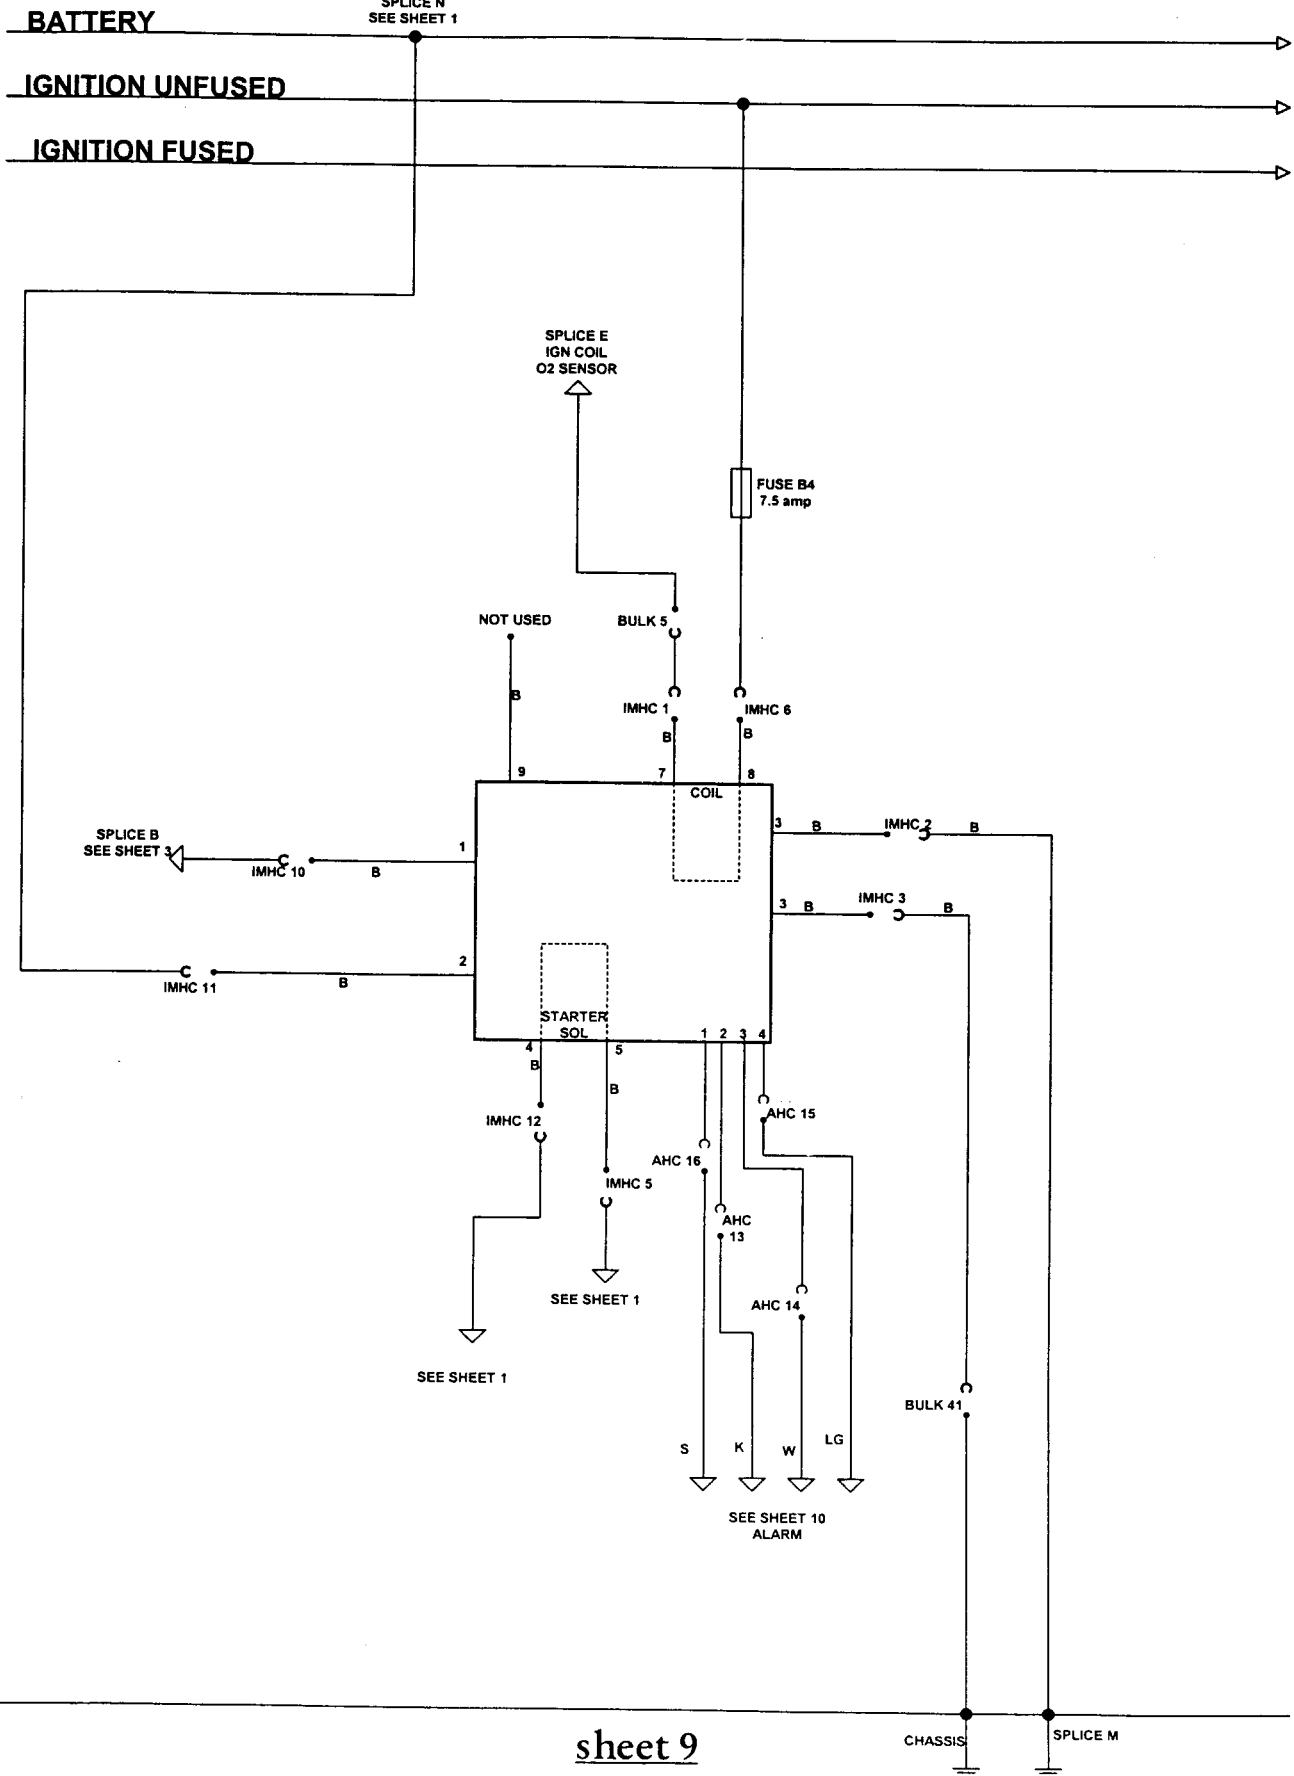 SPLICE N
SEE SHEET 1
BATTERY
IGNITION UNFUSED
IGNITION FUSED
SPLICE E
IGN COIL
O2 SENSOR
FUSE B4
7.5 amp
NOT USED
BULK 5
B
IMHC 1
IMHC 6
B
B
9
7
8
COIL
SPLICE B
SEE SHEET 3
IMHC 10
B
1
3
B
IMHC 2
B
3
B
IMHC 3
B
2
IMHC 11
B
STARTER
SOL
4
5
1
2
3
4
B
B
IMHC 12
IMHC 5
AHC 15
AHC 16
AHC
13
AHC 14
SEE SHEET 1
SEE SHEET 1
BULK 41
S
K
W
LG
SEE SHEET 10
ALARM
sheet 9
CHASSIS
SPLICE M